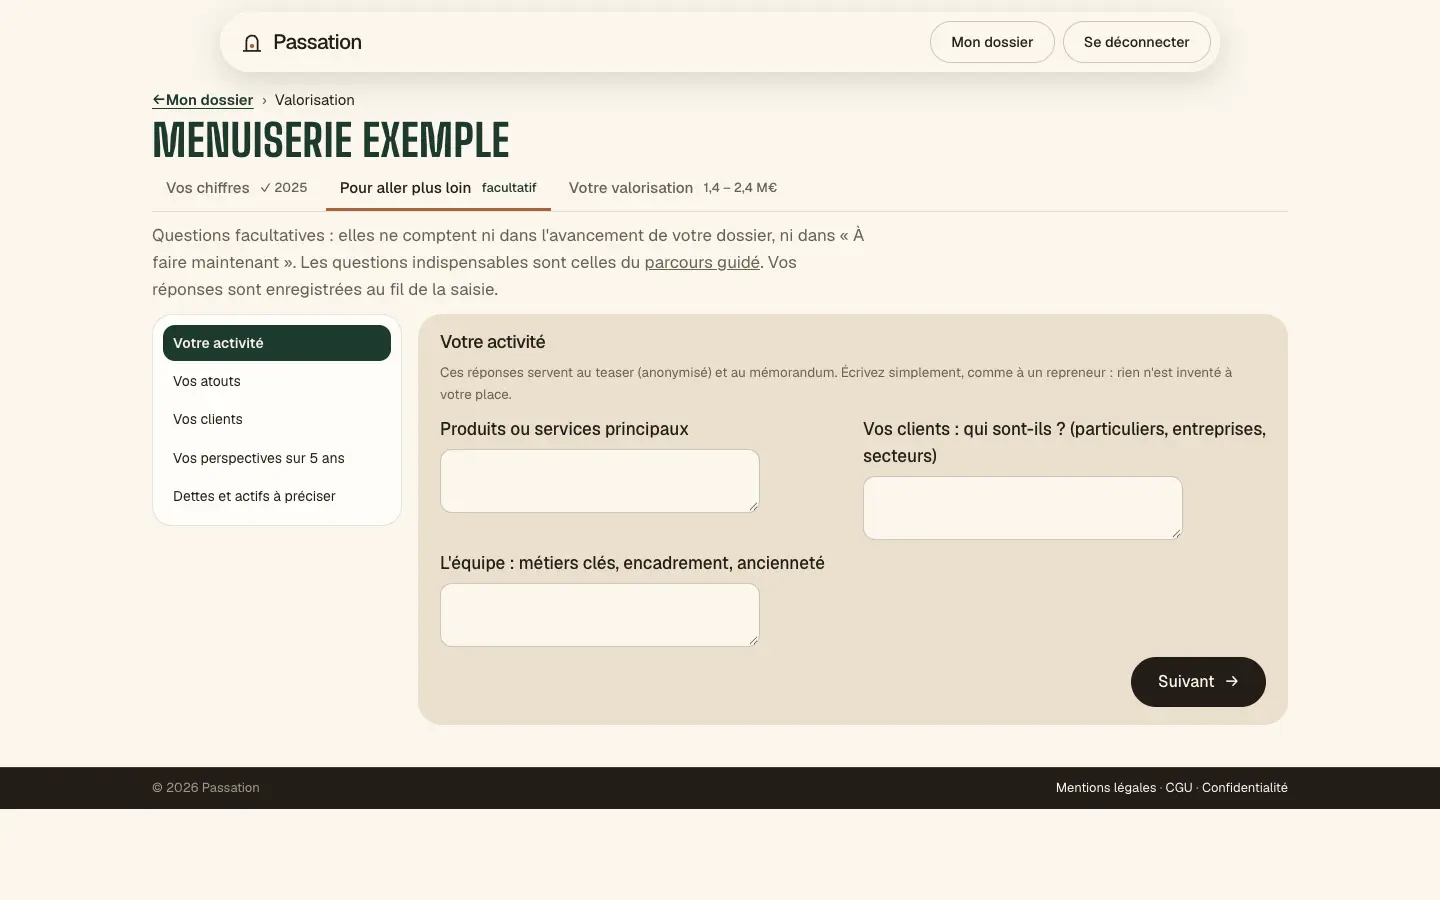 Passation
Mon dossier
Se déconnecter
←Mon dossier › Valorisation
MENUISERIE EXEMPLE
Vos chiffres ✓ 2025
Pour aller plus loin facultatif
Votre valorisation 1,4 – 2,4 M€
Questions facultatives : elles ne comptent ni dans l'avancement de votre dossier, ni dans « À
faire maintenant ». Les questions indispensables sont celles du parcours guidé. Vos
réponses sont enregistrées au fil de la saisie.
Votre activité
Vos atouts
Vos clients
Vos perspectives sur 5 ans
Dettes et actifs à préciser
Votre activité
Ces réponses servent au teaser (anonymisé) et au mémorandum. Écrivez simplement, comme à un repreneur : rien n'est inventé à
votre place.
Produits ou services principaux
Vos clients : qui sont-ils ? (particuliers, entreprises,
secteurs)
L'équipe : métiers clés, encadrement, ancienneté
Suivant →
© 2026 Passation
Mentions légales · CGU · Confidentialité